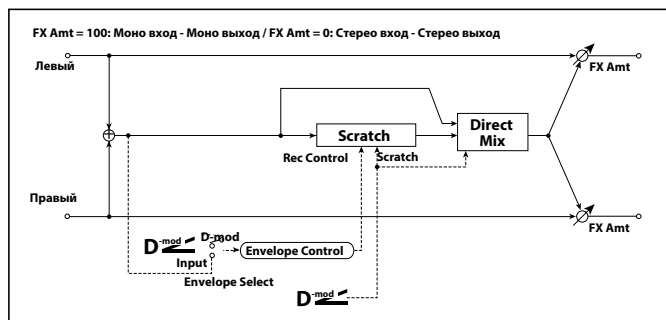 FX Amt = 100: Моно вход - Моно выход / FX Amt = 0: Стерео вход - Стерео выход
Левый
FX Amt
Scratch
Direct
Mix
Rec Control
Scratch
Правый
FX Amt
D-mod
D-mod
Input
Envelope Control
Envelope Select
D-mod